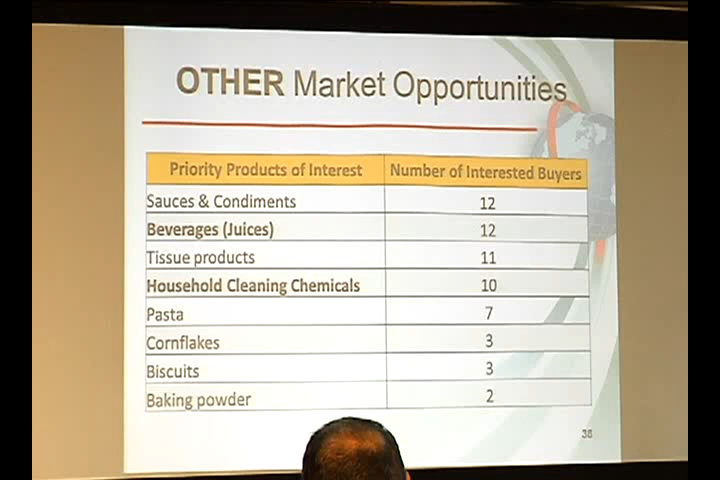 OTHER Market Opportunities
Priority Products of Interest Number of Interested Buyers
Sauces & Condiments 12
Beverages (Juices) 12
Tissue products 11
Household Cleaning Chemicals 10
Pasta 7
Cornflakes 3
Biscuits 3
Baking powder 2